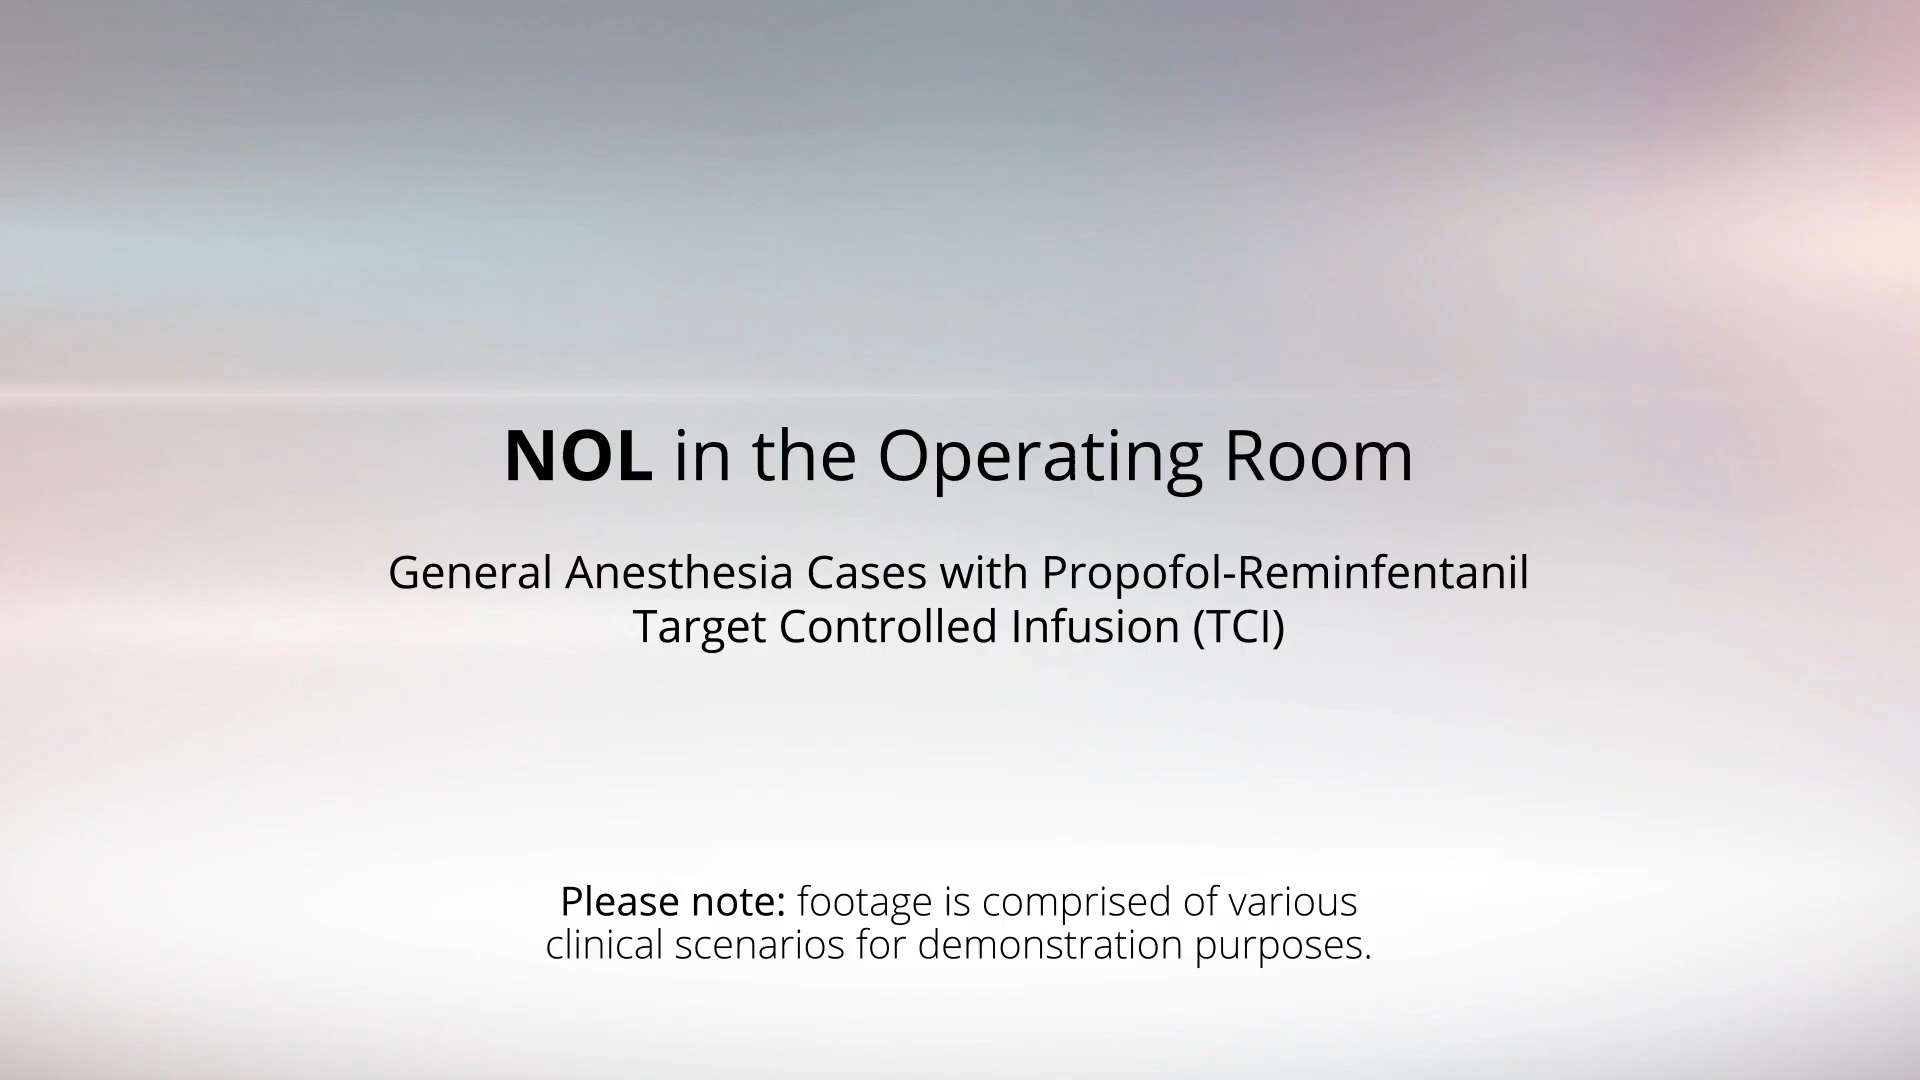 NOL in the Operating Room
General Anesthesia Cases with Propofol-Reminfentanil
Target Controlled Infusion (TCI)
Please note: footage is comprised of various
clinical scenarios for demonstration purposes.